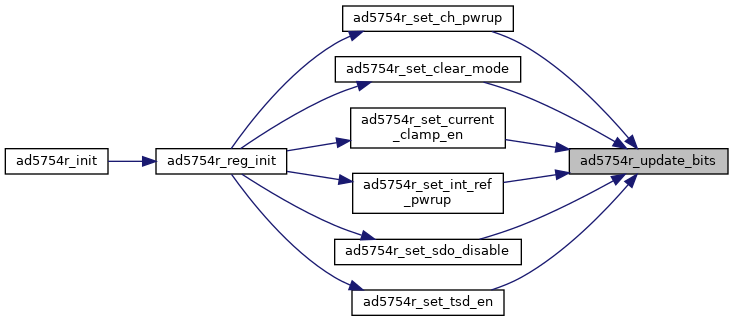 ad5754r_set_ch_pwrup
ad5754r_set_clear_mode
ad5754r_set_current
_clamp_en
ad5754r_init
ad5754r_reg_init
ad5754r_update_bits
ad5754r_set_int_ref
_pwrup
ad5754r_set_sdo_disable
ad5754r_set_tsd_en